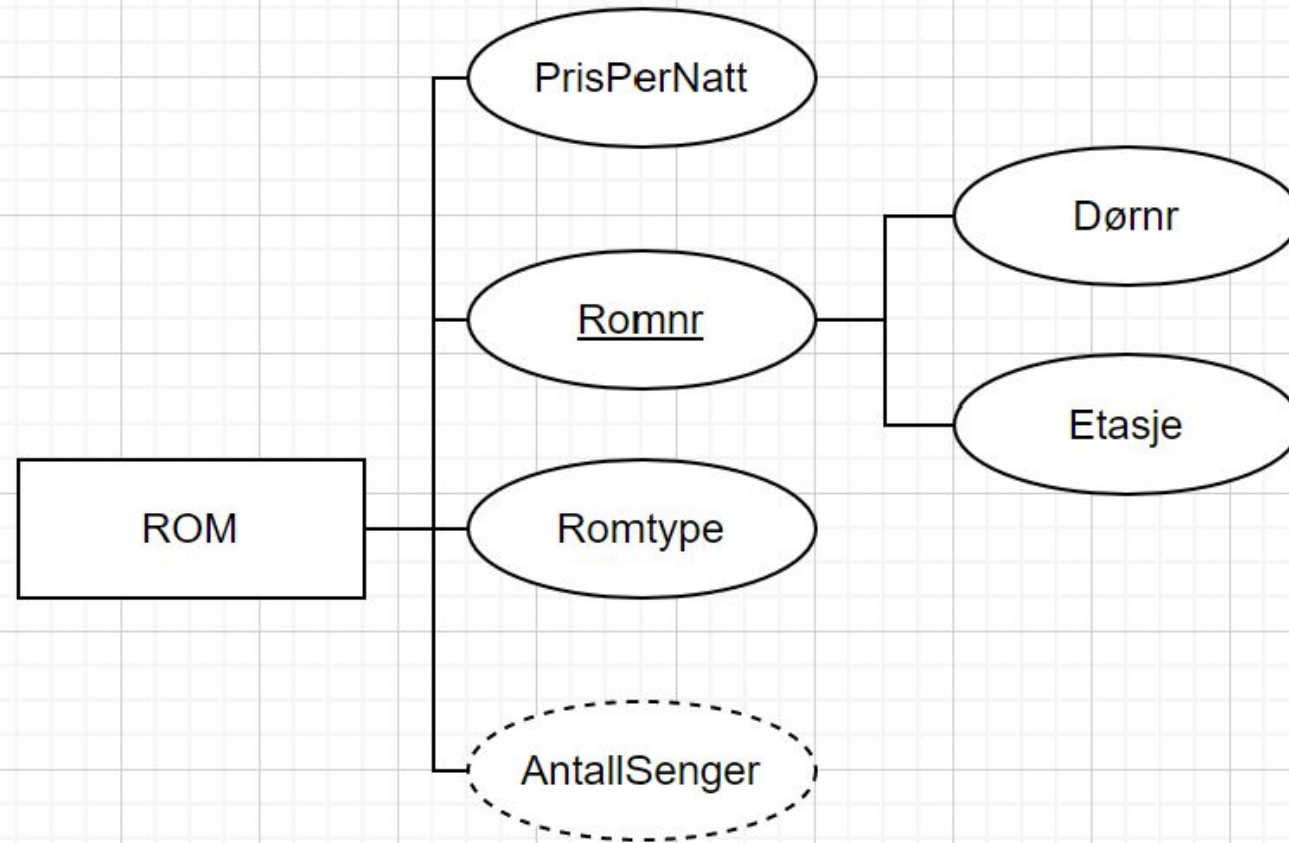 PrisPerNatt
Dørnr
Romnr
Etasje
ROM
Romtype
AntallSenger